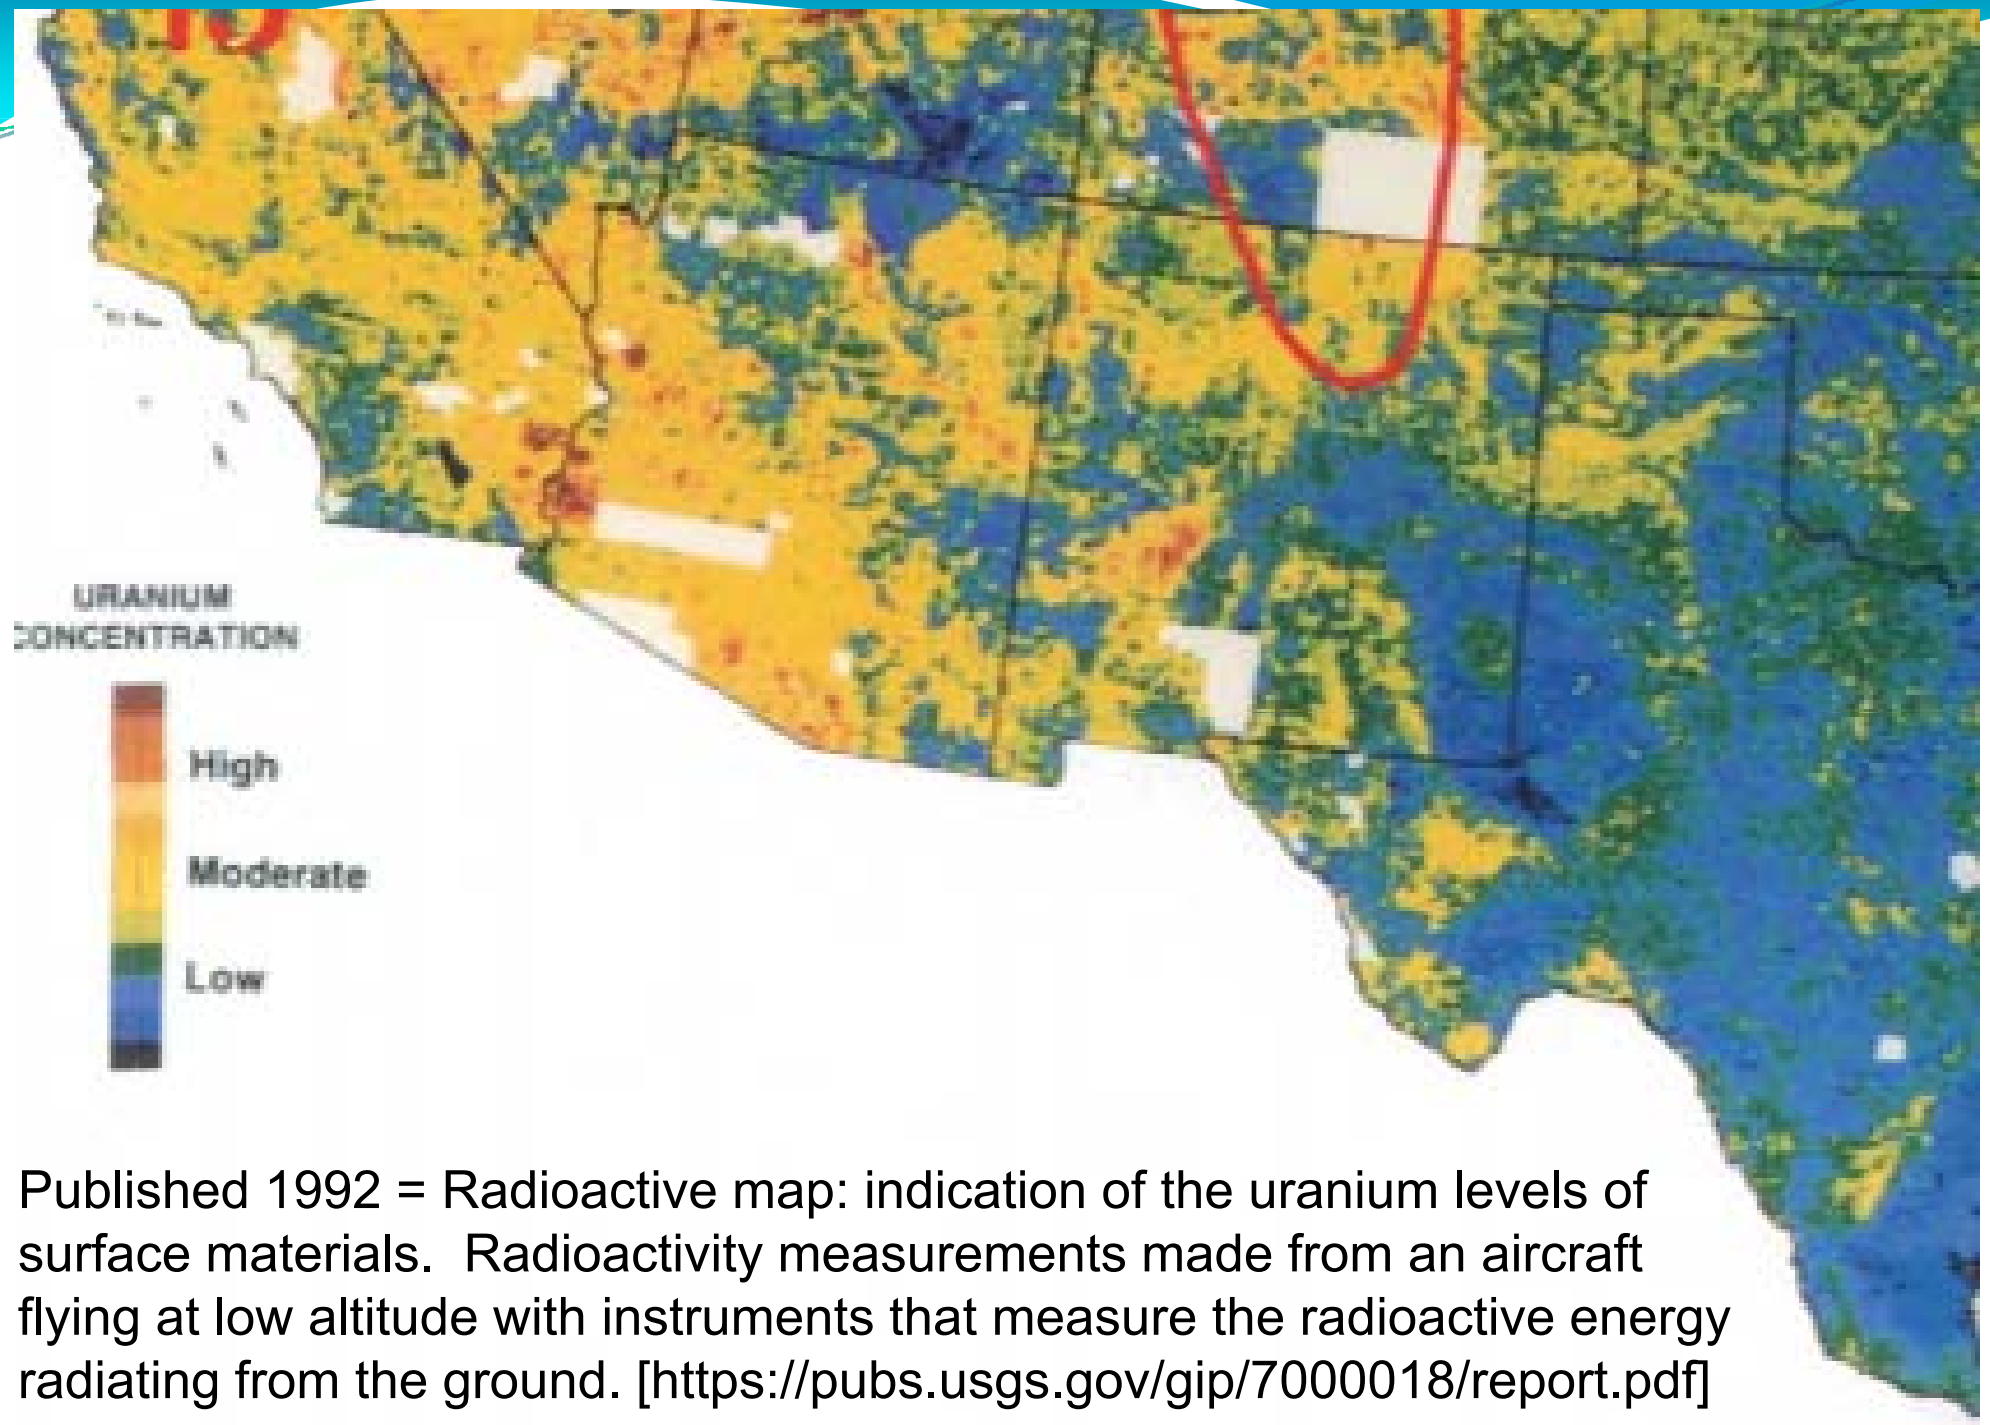 URANIUM
CONCENTRATION
High
Moderate
Low
Published 1992 = Radioactive map: indication of the uranium levels of
surface materials.  Radioactivity measurements made from an aircraft
flying at low altitude with instruments that measure the radioactive energy
radiating from the ground. [https://pubs.usgs.gov/gip/7000018/report.pdf]